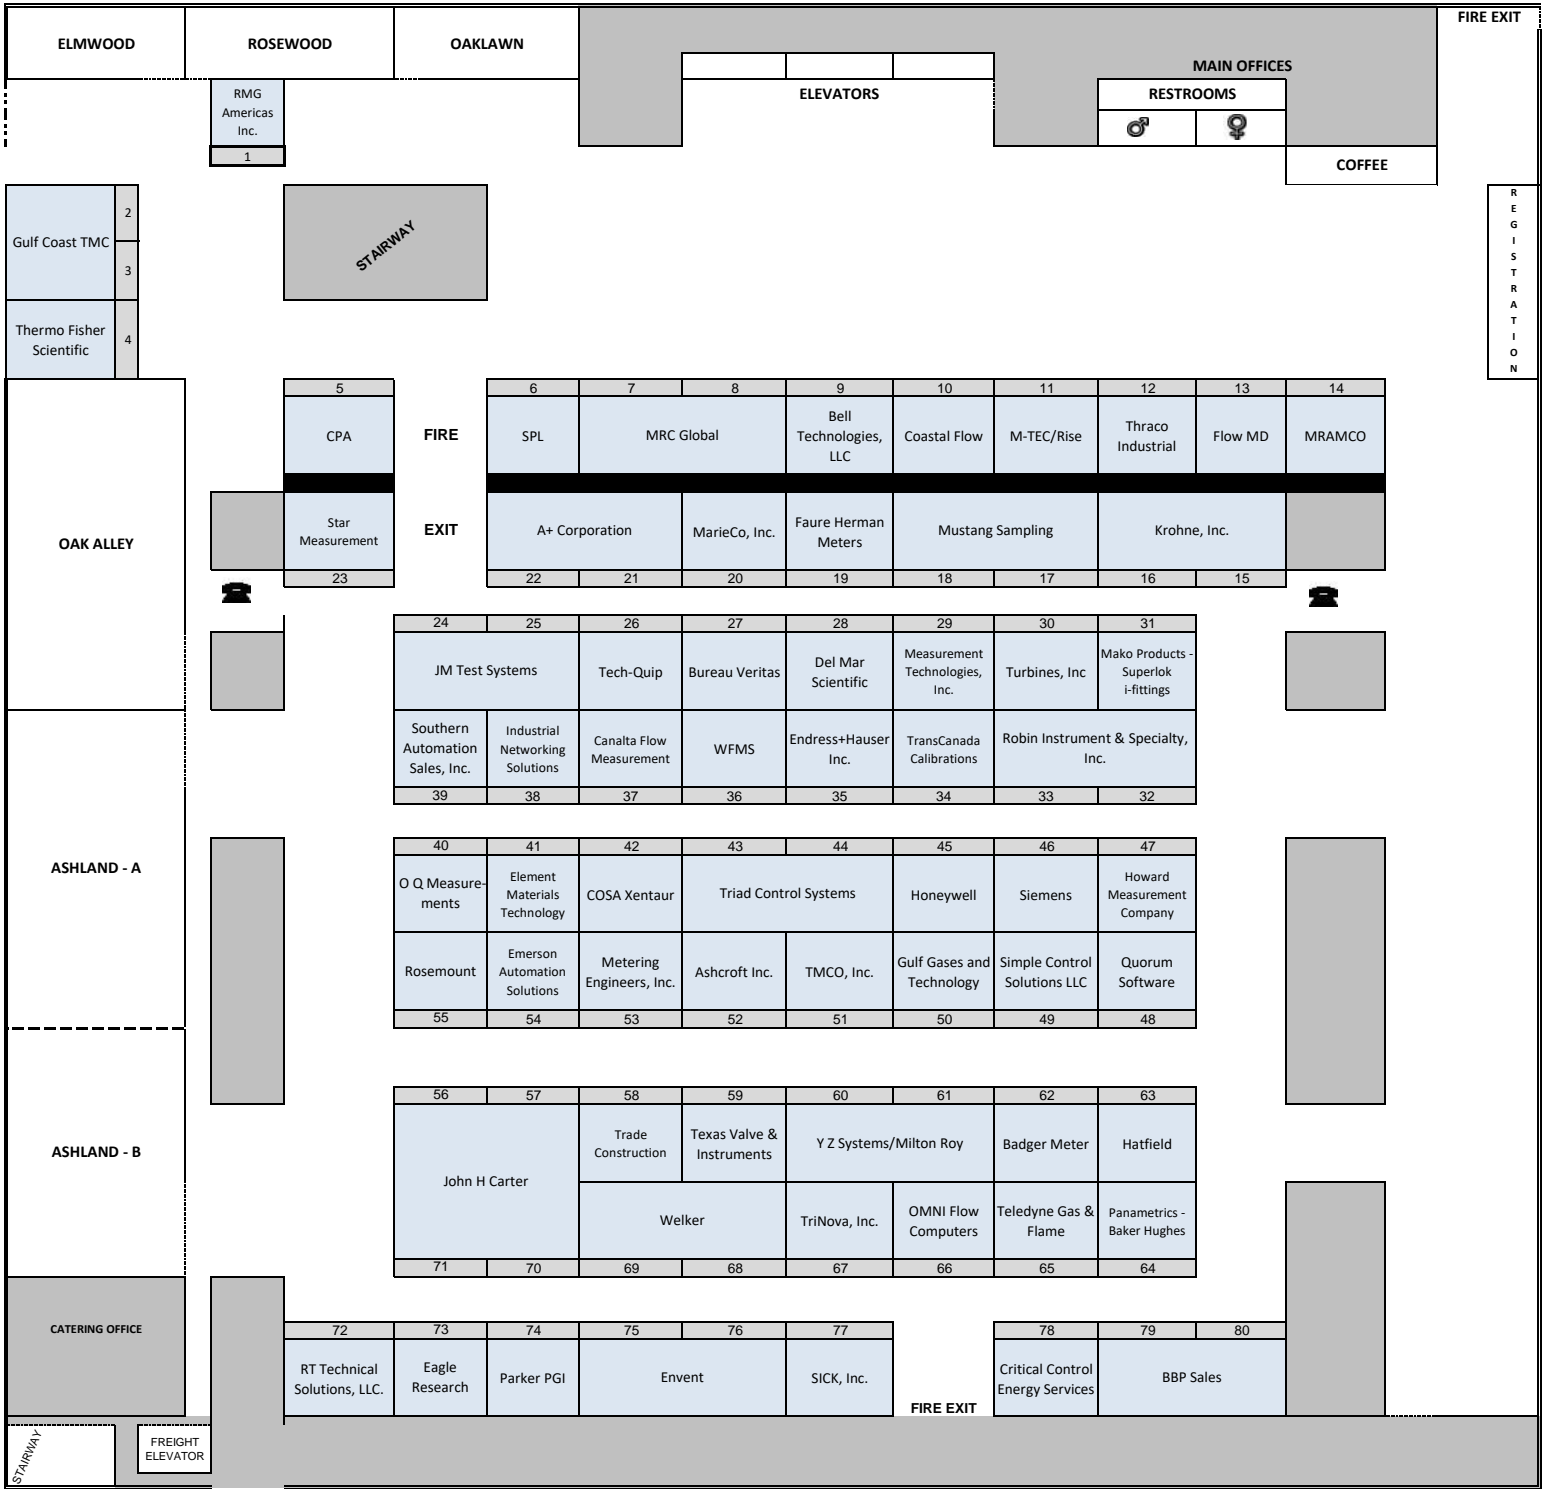 FIRE EXIT
ELMWOOD
ROSEWOOD
OAKLAWN
MAIN OFFICES
ELEVATORS
RESTROOMS
RMG
Americas
Inc.
1
COFFEE
REGISTRATION
Gulf Coast TMC
2
3
STAIRWAY
Thermo Fisher
Scientific
4
5 6 7 8 9 10 11 12 13 14
CPA
FIRE
SPL
MRC Global
Bell
Technologies,
LLC
Coastal Flow
M-TEC/Rise
Thraco
Industrial
Flow MD
MRAMCO
OAK ALLEY
Star
Measurement
EXIT
A+ Corporation
MarieCo, Inc.
Faure Herman
Meters
Mustang Sampling
Krohne, Inc.
23 22 21 20 19 18 17 16 15
24 25 26 27 28 29 30 31
JM Test Systems
Tech-Quip
Bureau Veritas
Del Mar
Scientific
Measurement
Technologies,
Inc.
Turbines, Inc
Mako Products -
Superlok
i-fittings
Southern
Automation
Sales, Inc.
Industrial
Networking
Solutions
Canalta Flow
Measurement
WFMS
Endress+Hauser
Inc.
TransCanada
Calibrations
Robin Instrument & Specialty,
Inc.
39 38 37 36 35 34 33 32
ASHLAND - A
40 41 42 43 44 45 46 47
O Q Measure-
ments
Element
Materials
Technology
COSA Xentaur
Triad Control Systems
Honeywell
Siemens
Howard
Measurement
Company
Rosemount
Emerson
Automation
Solutions
Metering
Engineers, Inc.
Ashcroft Inc.
TMCO, Inc.
Gulf Gases and
Technology
Simple Control
Solutions LLC
Quorum
Software
55 54 53 52 51 50 49 48
ASHLAND - B
56 57 58 59 60 61 62 63
John H Carter
Trade
Construction
Texas Valve &
Instruments
Y Z Systems/Milton Roy
Badger Meter
Hatfield
Welker
TriNova, Inc.
OMNI Flow
Computers
Teledyne Gas &
Flame
Panametrics -
Baker Hughes
71 70 69 68 67 66 65 64
CATERING OFFICE
72 73 74 75 76 77 78 79 80
RT Technical
Solutions, LLC.
Eagle
Research
Parker PGI
Envent
SICK, Inc.
FIRE EXIT
Critical Control
Energy Services
BBP Sales
STAIRWAY
FREIGHT
ELEVATOR